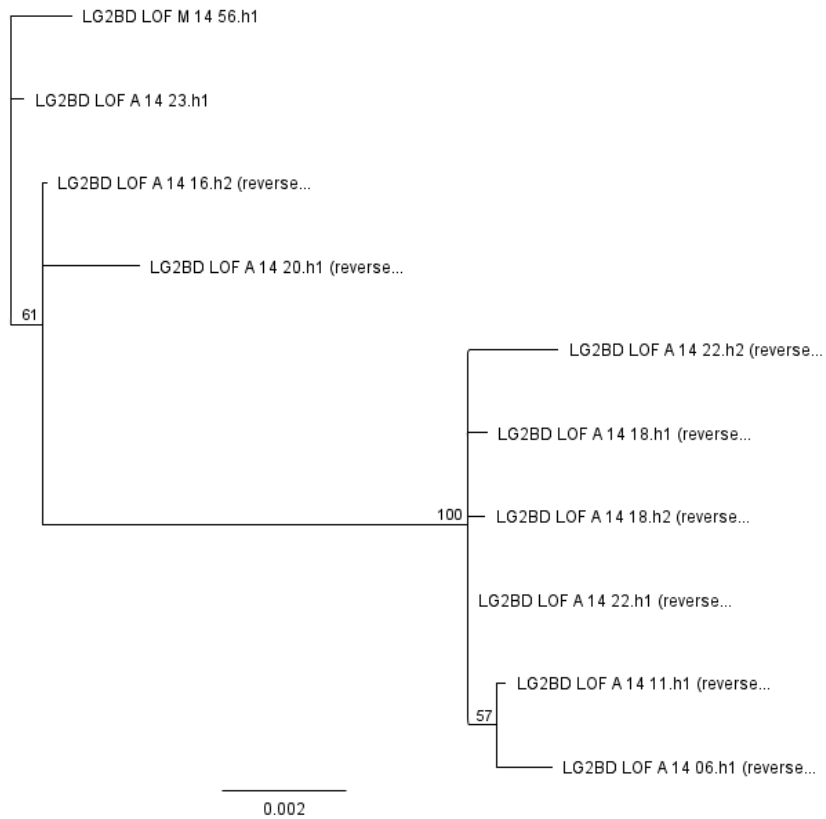 LG2BD LOF M 14 56.h1
LG2BD LOF A 14 23.h1
LG2BD LOF A 14 16.h2 (reverse...
LG2BD LOF A 14 20.h1 (reverse...
61
LG2BD LOF A 14 22.h2 (reverse...
LG2BD LOF A 14 18.h1 (reverse...
100
LG2BD LOF A 14 18.h2 (reverse...
LG2BD LOF A 14 22.h1 (reverse...
LG2BD LOF A 14 11.h1 (reverse...
57
LG2BD LOF A 14 06.h1 (reverse...
0.002